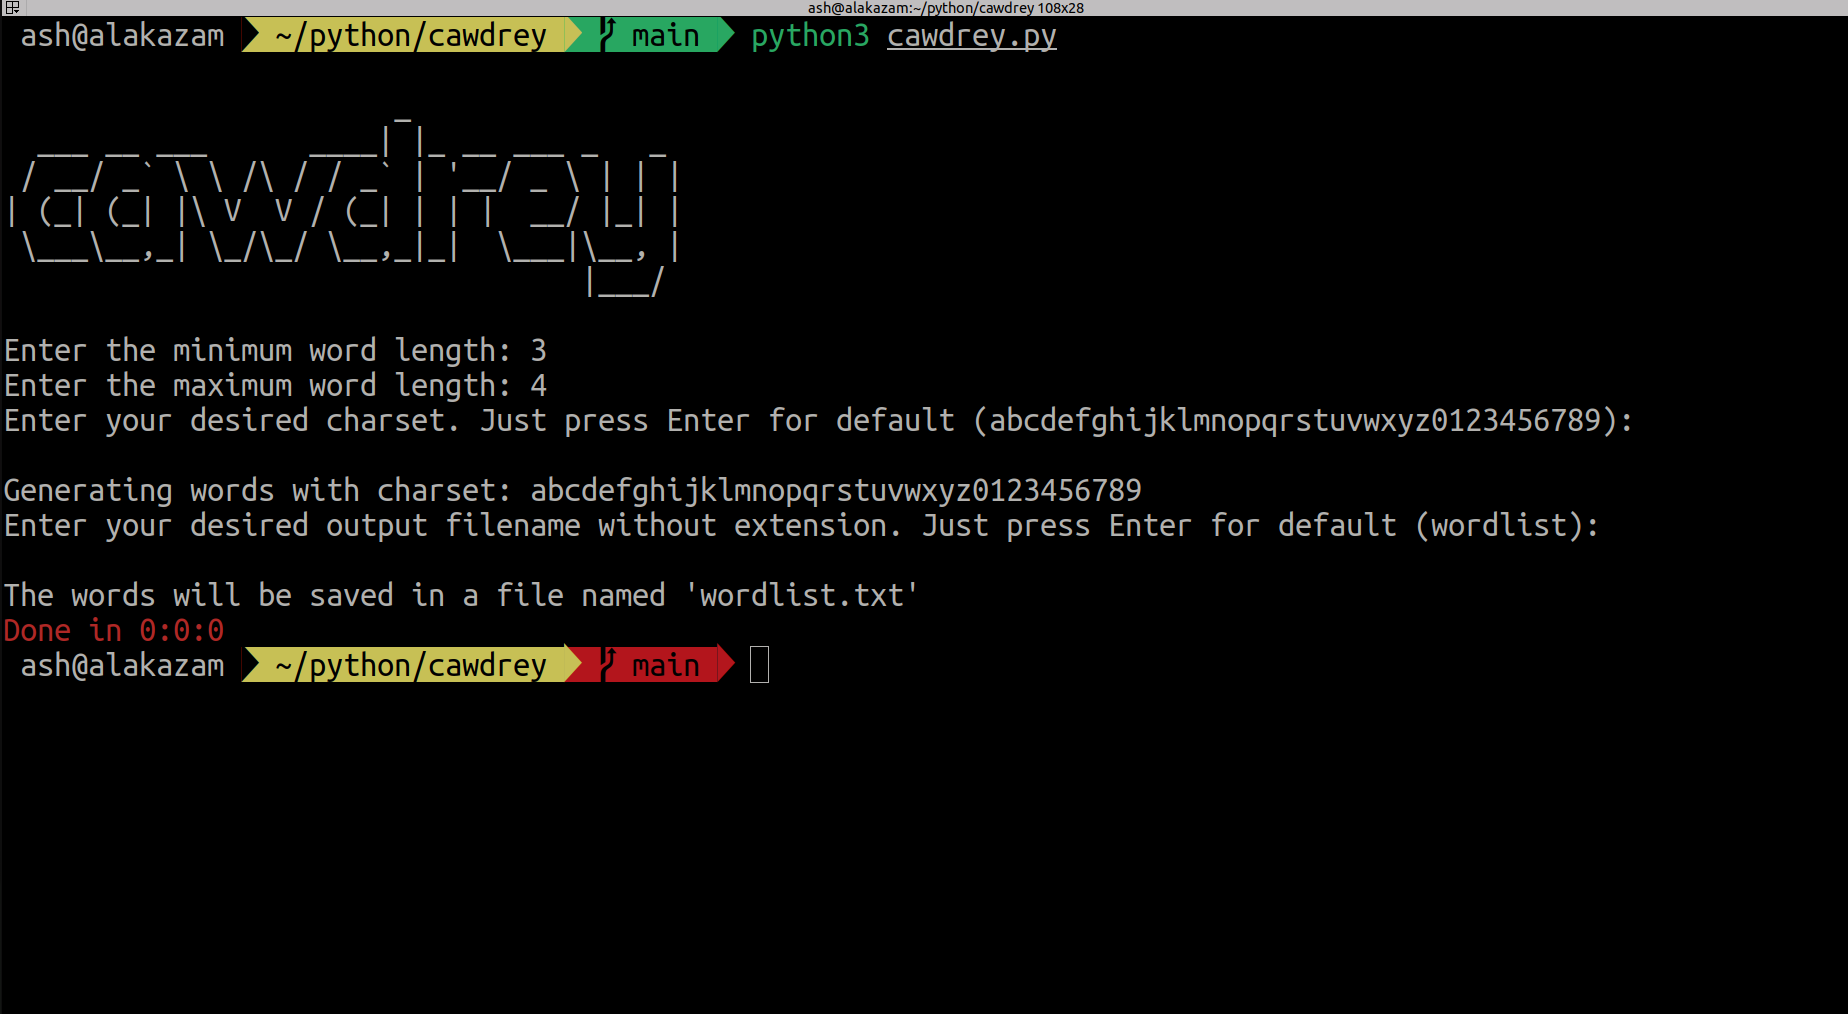 ash@alakazam:~/python/cawdrey 108x28
ash@alakazam ~/python/cawdrey main python3 cawdrey.py
cawdrey
Enter the minimum word length: 3
Enter the maximum word length: 4
Enter your desired charset. Just press Enter for default (abcdefghijklmnopqrstuvwxyz0123456789):
Generating words with charset: abcdefghijklmnopqrstuvwxyz0123456789
Enter your desired output filename without extension. Just press Enter for default (wordlist):
The words will be saved in a file named 'wordlist.txt'
Done in 0:0:0
ash@alakazam ~/python/cawdrey main